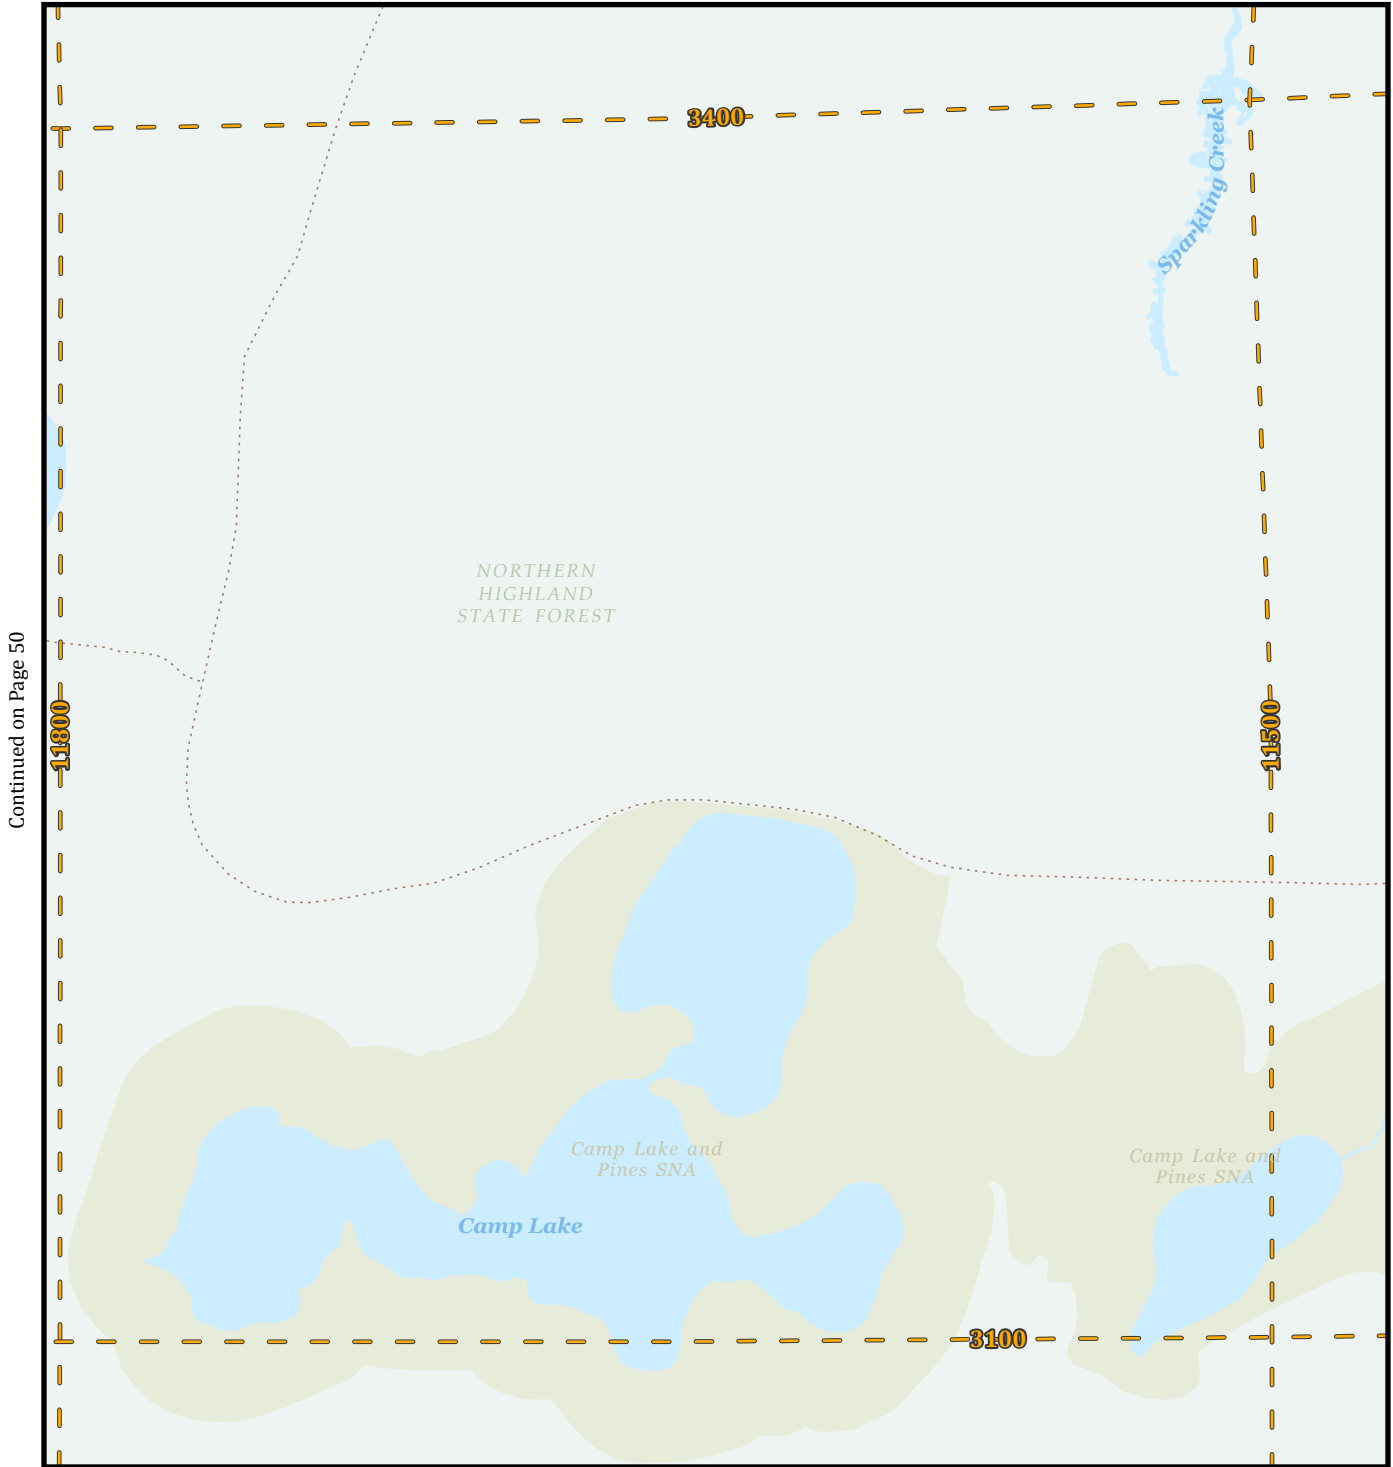 3400
Sparkling Creek
NORTHERN
HIGHLAND
STATE FOREST
Continued on Page 50
11800
11500
Camp Lake and
Pines SNA
Camp Lake and
Pines SNA
Camp Lake
3100